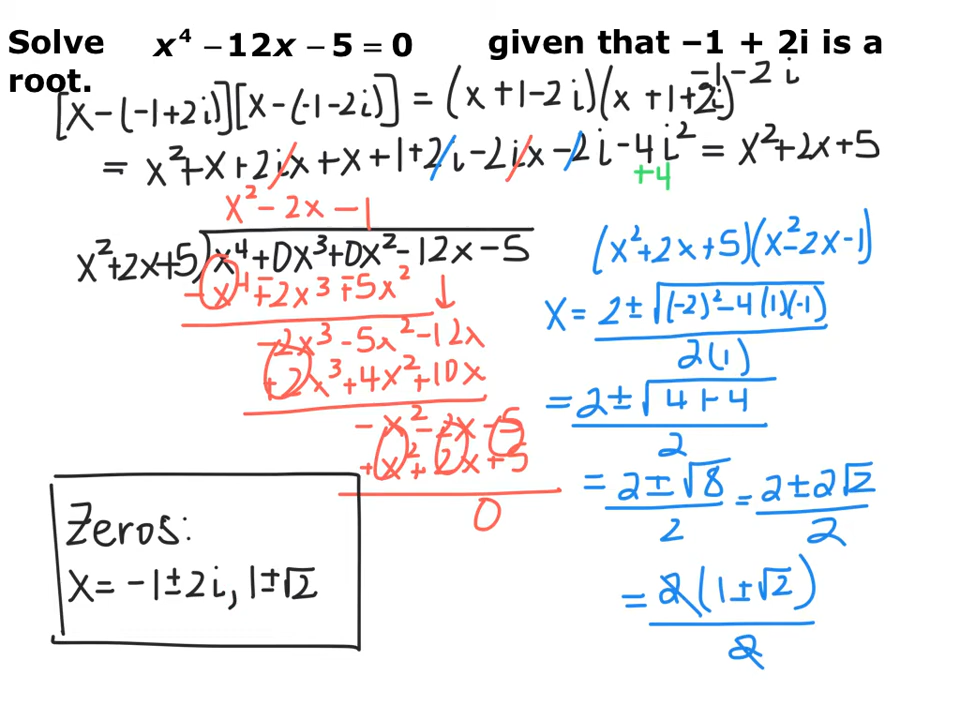 Solve x⁴ − 12x − 5 = 0 given that −1 + 2i is a root.
−1 − 2i
[x − (−1+2i)][x − (−1−2i)] = (x + 1 − 2i)(x + 1 + 2i)
= x² + x + 2ix + x + 1 + 2i − 2ix − 2i − 4i² = x² + 2x + 5
+4
x² − 2x − 1
x² + 2x + 5) x⁴ + 0x³ + 0x² − 12x − 5
− x⁴ + 2x³ + 5x² ↓
−2x³ − 5x² − 12x
+ 2x³ + 4x² + 10x
− x² − 2x − 5
+ x² + 2x + 5
0
(x² + 2x + 5)(x² − 2x − 1)
x = 2 ± √((−2)² − 4(1)(−1)) / 2(1)
= 2 ± √(4 + 4) / 2
= 2 ± √8 / 2 = 2 ± 2√2 / 2
= 2(1 ± √2) / 2
Zeros:
x = −1 ± 2i, 1 ± √2